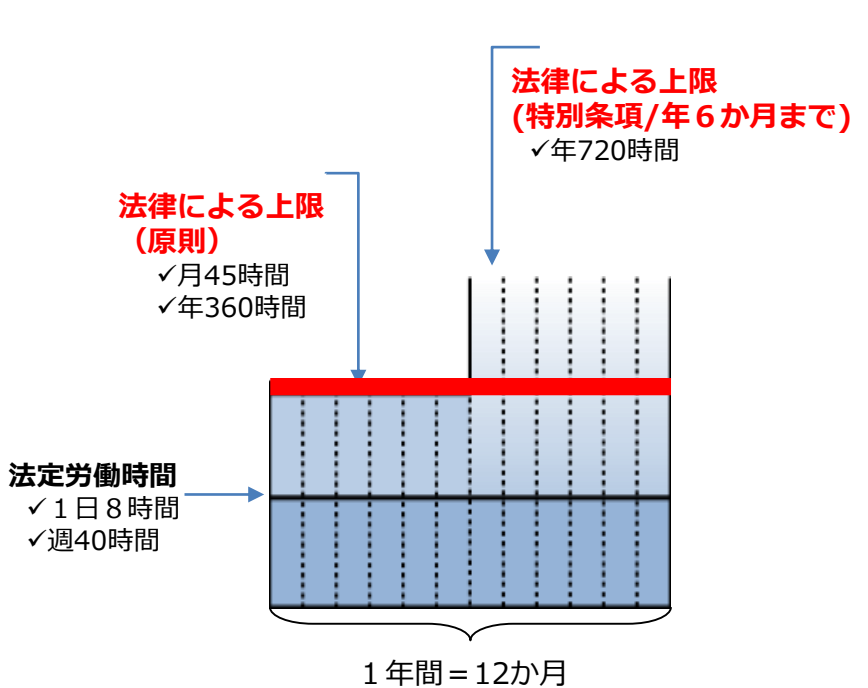 法律による上限
(特別条項/年６か月まで)
✓年720時間
法律による上限
（原則）
✓月45時間
✓年360時間
法定労働時間
✓１日８時間
✓週40時間
１年間＝12か月